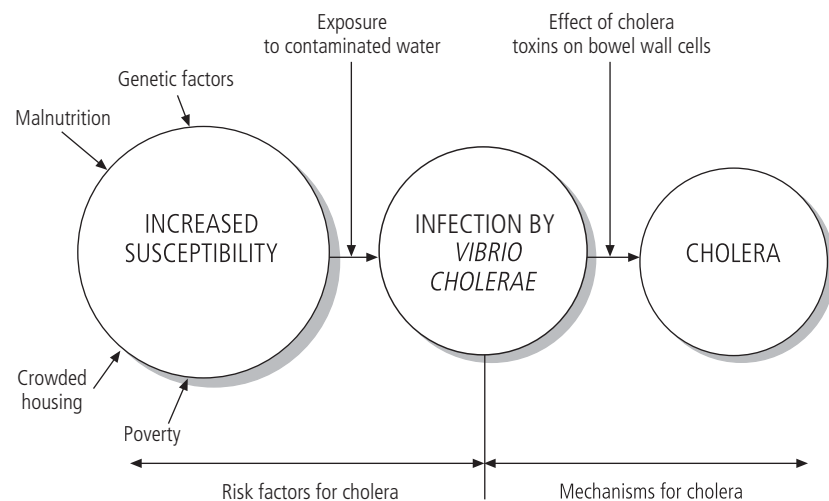 Exposure
to contaminated water
Effect of cholera
toxins on bowel wall cells
Genetic factors
Malnutrition
INCREASED
SUSCEPTIBILITY
INFECTION BY
VIBRIO
CHOLERAE
CHOLERA
Crowded
housing
Poverty
Risk factors for cholera
Mechanisms for cholera